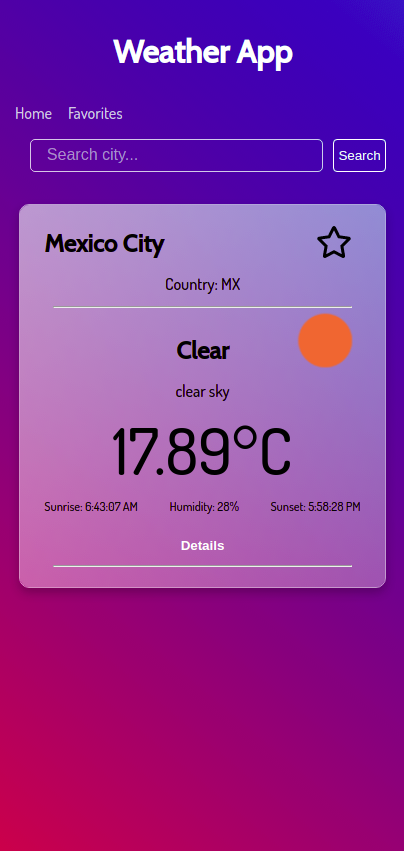 Weather App
Home Favorites
Search city... Search
Mexico City
Country: MX
Clear
clear sky
17.89°C
Sunrise: 6:43:07 AM Humidity: 28% Sunset: 5:58:28 PM
Details